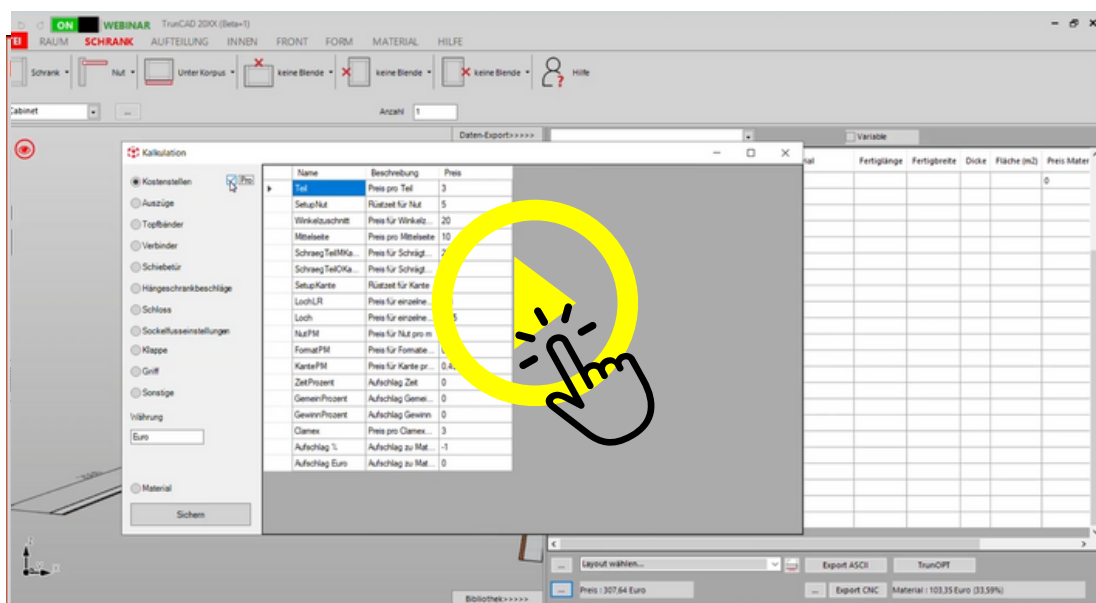 ON WEBINAR TrunCAD 20XX (Beta=1)
RAUM SCHRANK AUFTEILUNG INNEN FRONT FORM MATERIAL HILFE
Schrank Nut Unter Korpus keine Blende keine Blende keine Blende Hilfe
Cabinet ... Anzahl 1
Daten-Export>>>>> Variable
Kalkulation
Fertiglänge Fertigbreite Dicke Fläche (m2) Preis Mater
0
Name Beschreibung Preis
Kostenstellen Pro
Auszüge
Topfbänder
Verbinder
Schiebetür
Hängeschrankbeschläge
Schloss
Sockelfusseinstellungen
Klappe
Griff
Sonstige
Währung
Euro
Material
Sichern
Teil Preis pro Teil 3
SetupNut Rüstzeit für Nut 5
Winkelzuschnitt Preis für Winkelz... 20
Mittelseite Preis pro Mittelseite 10
SchraegTeilMKa... Preis für Schrägt...
SchraegTeilOKa... Preis für Schrägt...
SetupKante Rüstzeit für Kante
LochLR Preis für einzelne...
Loch Preis für einzelne...
NutPM Preis für Nut pro m
FormatPM Preis für Formatie...
KantePM Preis für Kante pr...
ZeitProzent Aufschlag Zeit 0
GemeinProzent Aufschlag Gemei... 0
GewinnProzent Aufschlag Gewinn 0
Clamex Preis pro Clamex... 3
Aufschlag % Aufschlag zu Mat... -1
Aufschlag Euro Aufschlag zu Mat... 0
... Layout wählen... Export ASCII TrunOPT
... Preis : 307,64 Euro ... Export CNC Material : 103,35 Euro (33,59%)
Bibliothek>>>>>